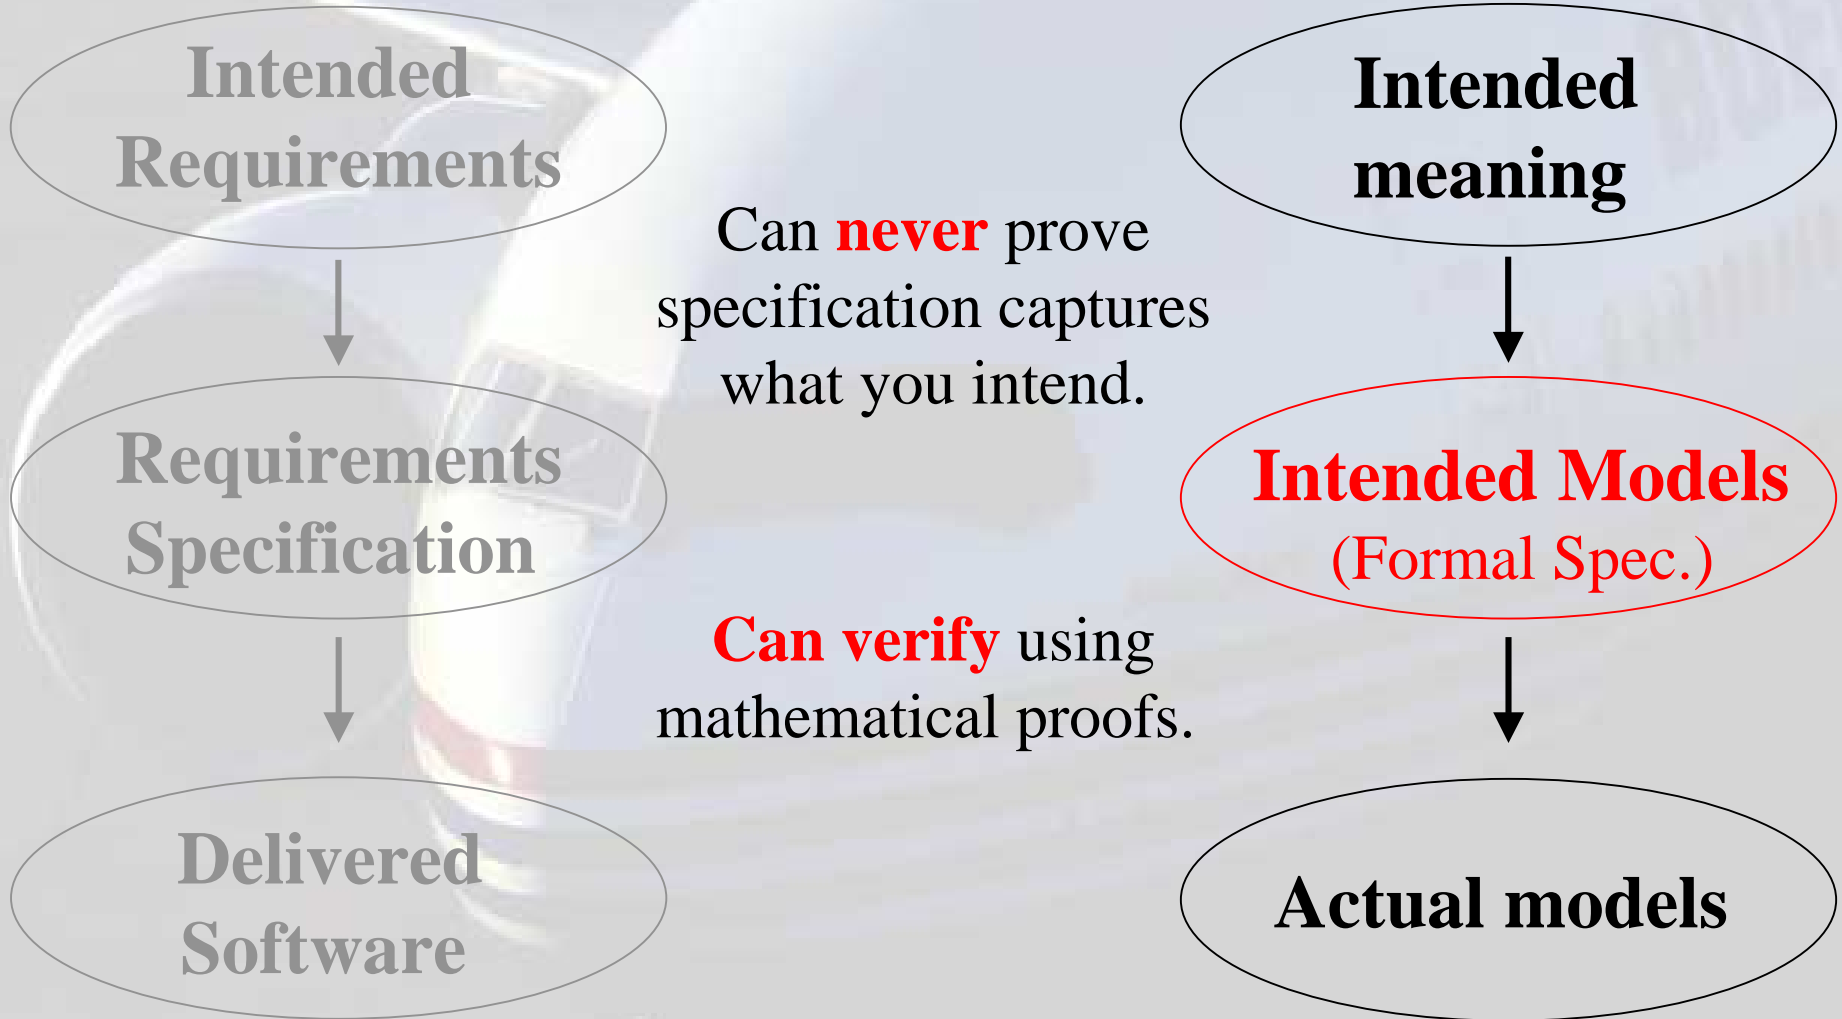 Intended
Requirements
Requirements
Specification
Delivered
Software
Can never prove
specification captures
what you intend.
Can verify using
mathematical proofs.
Intended
meaning
Intended Models
(Formal Spec.)
Actual models